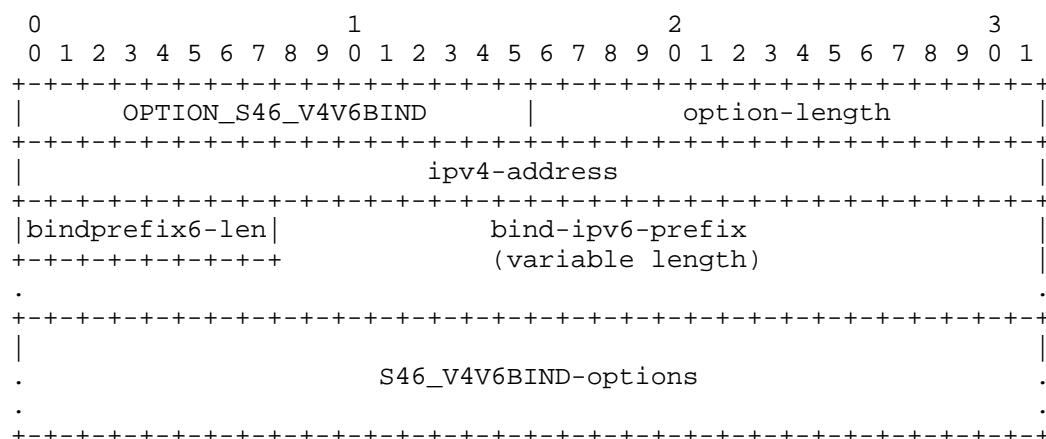 0                   1                   2                   3
 0 1 2 3 4 5 6 7 8 9 0 1 2 3 4 5 6 7 8 9 0 1 2 3 4 5 6 7 8 9 0 1
+-+-+-+-+-+-+-+-+-+-+-+-+-+-+-+-+-+-+-+-+-+-+-+-+-+-+-+-+-+-+-+-+
|      OPTION_S46_V4V6BIND      |         option-length         |
+-+-+-+-+-+-+-+-+-+-+-+-+-+-+-+-+-+-+-+-+-+-+-+-+-+-+-+-+-+-+-+-+
|                         ipv4-address                          |
+-+-+-+-+-+-+-+-+-+-+-+-+-+-+-+-+-+-+-+-+-+-+-+-+-+-+-+-+-+-+-+-+
|bindprefix6-len|             bind-ipv6-prefix                  |
+-+-+-+-+-+-+-+-+             (variable length)                 |
.                                                               .
+-+-+-+-+-+-+-+-+-+-+-+-+-+-+-+-+-+-+-+-+-+-+-+-+-+-+-+-+-+-+-+-+
|                                                               |
.                      S46_V4V6BIND-options                     .
.                                                               .
+-+-+-+-+-+-+-+-+-+-+-+-+-+-+-+-+-+-+-+-+-+-+-+-+-+-+-+-+-+-+-+-+